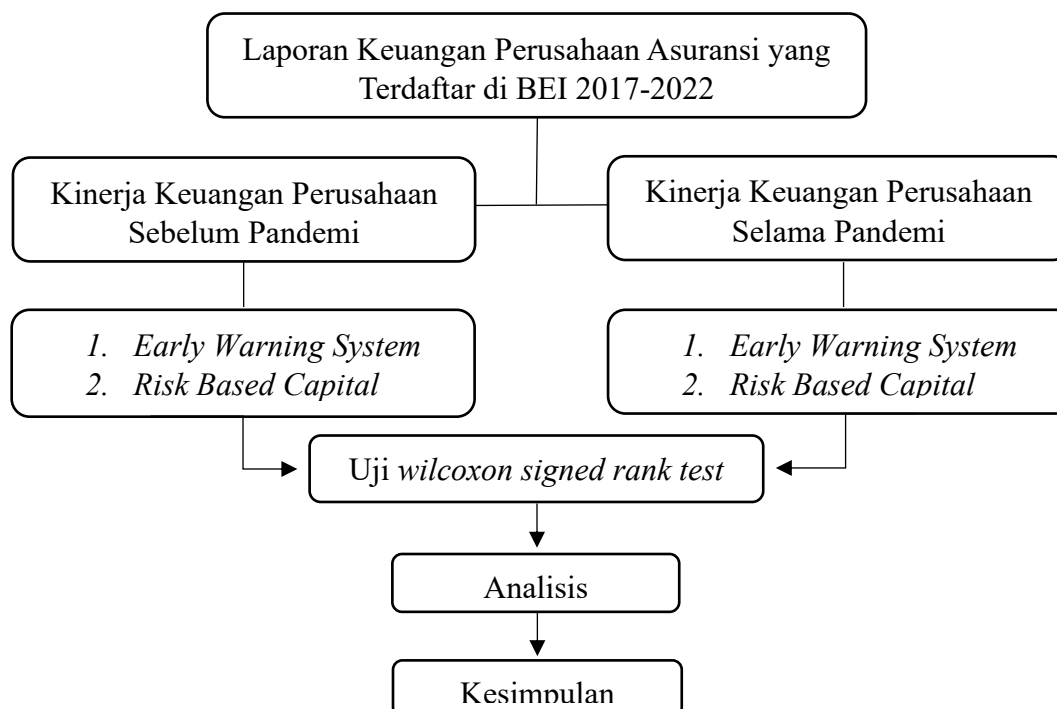 Laporan Keuangan Perusahaan Asuransi yang
Terdaftar di BEI 2017-2022
Kinerja Keuangan Perusahaan
Sebelum Pandemi
Kinerja Keuangan Perusahaan
Selama Pandemi
1. Early Warning System
2. Risk Based Capital
1. Early Warning System
2. Risk Based Capital
Uji wilcoxon signed rank test
Analisis
Kesimpulan